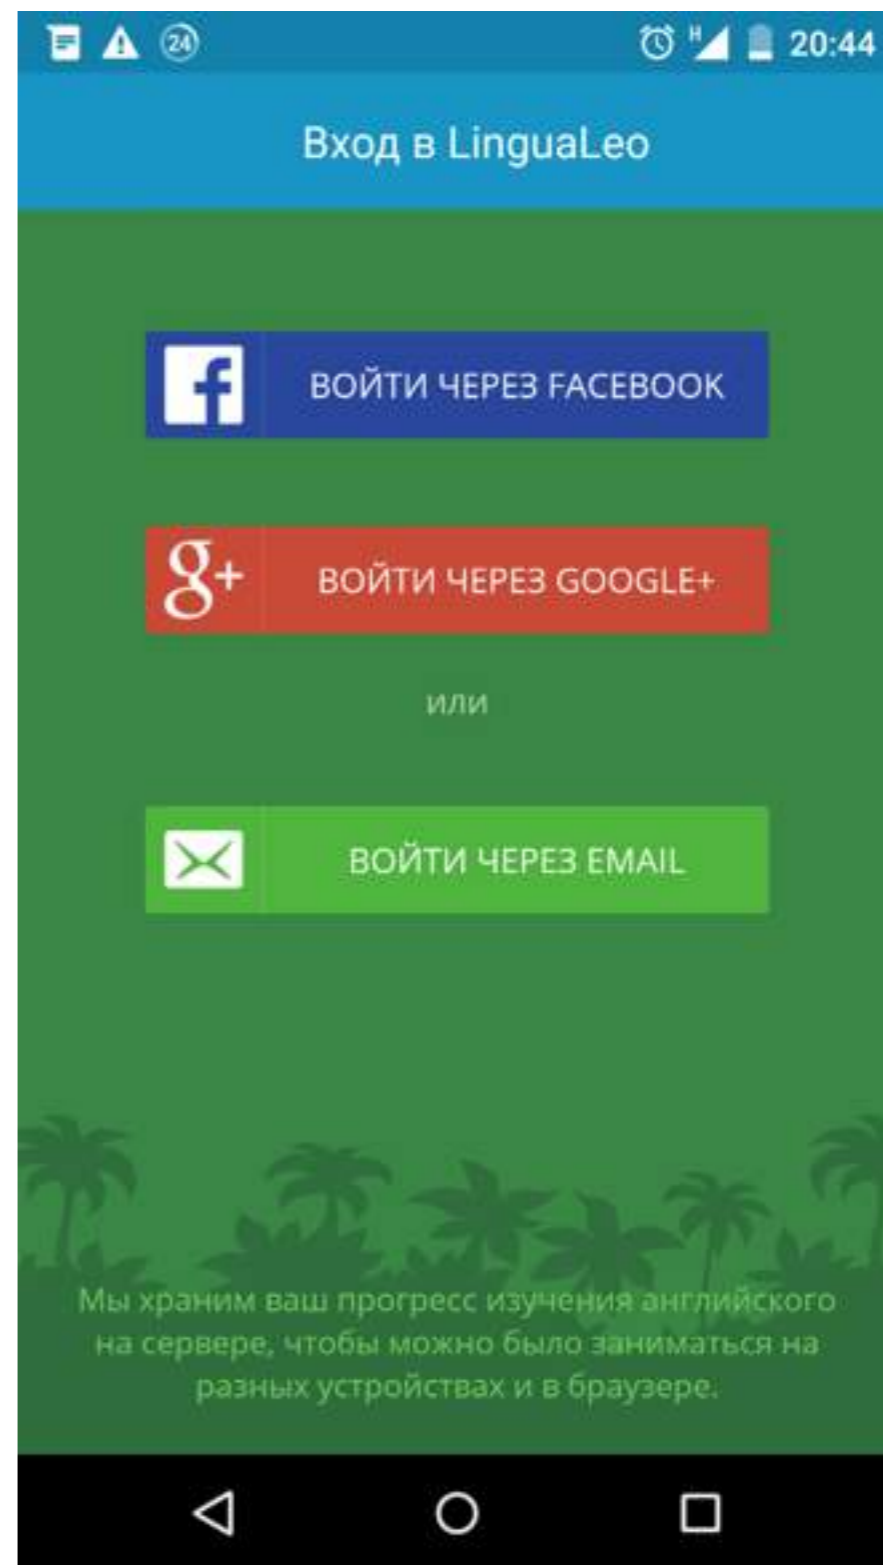 24 H 20:44
Вход в LinguaLeo
f ВОЙТИ ЧЕРЕЗ FACEBOOK
g+ ВОЙТИ ЧЕРЕЗ GOOGLE+
или
ВОЙТИ ЧЕРЕЗ EMAIL
Мы храним ваш прогресс изучения английского
на сервере, чтобы можно было заниматься на
разных устройствах и в браузере.